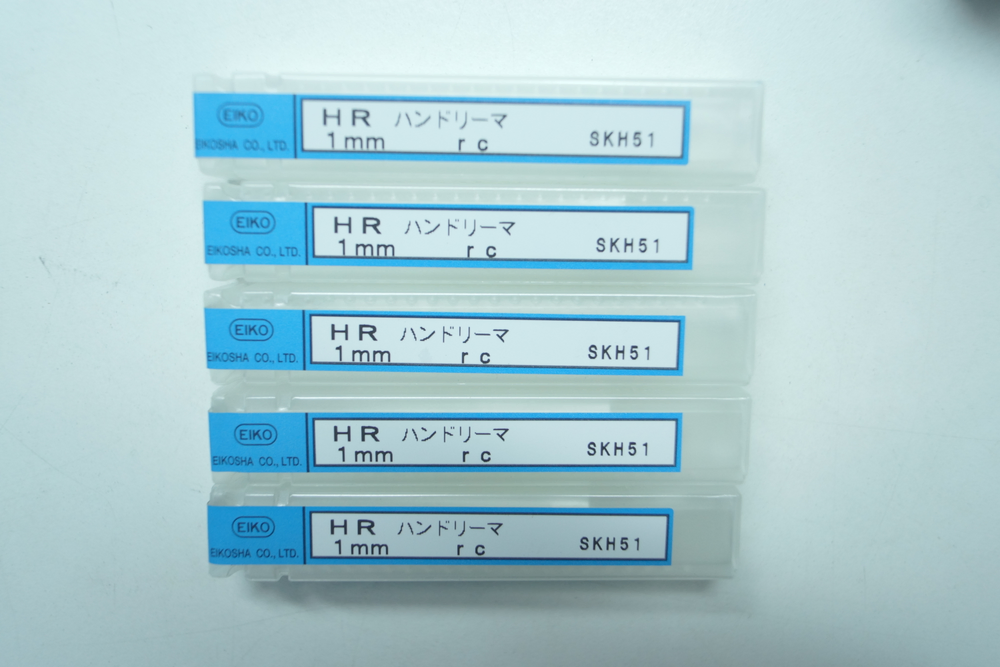 EIKO
EIKOSHA CO., LTD.
HR ハンドリーマ
1mm rc SKH51
EIKO
EIKOSHA CO., LTD.
HR ハンドリーマ
1mm rc SKH51
EIKO
EIKOSHA CO., LTD.
HR ハンドリーマ
1mm rc SKH51
EIKO
EIKOSHA CO., LTD.
HR ハンドリーマ
1mm rc SKH51
EIKO
EIKOSHA CO., LTD.
HR ハンドリーマ
1mm rc SKH51